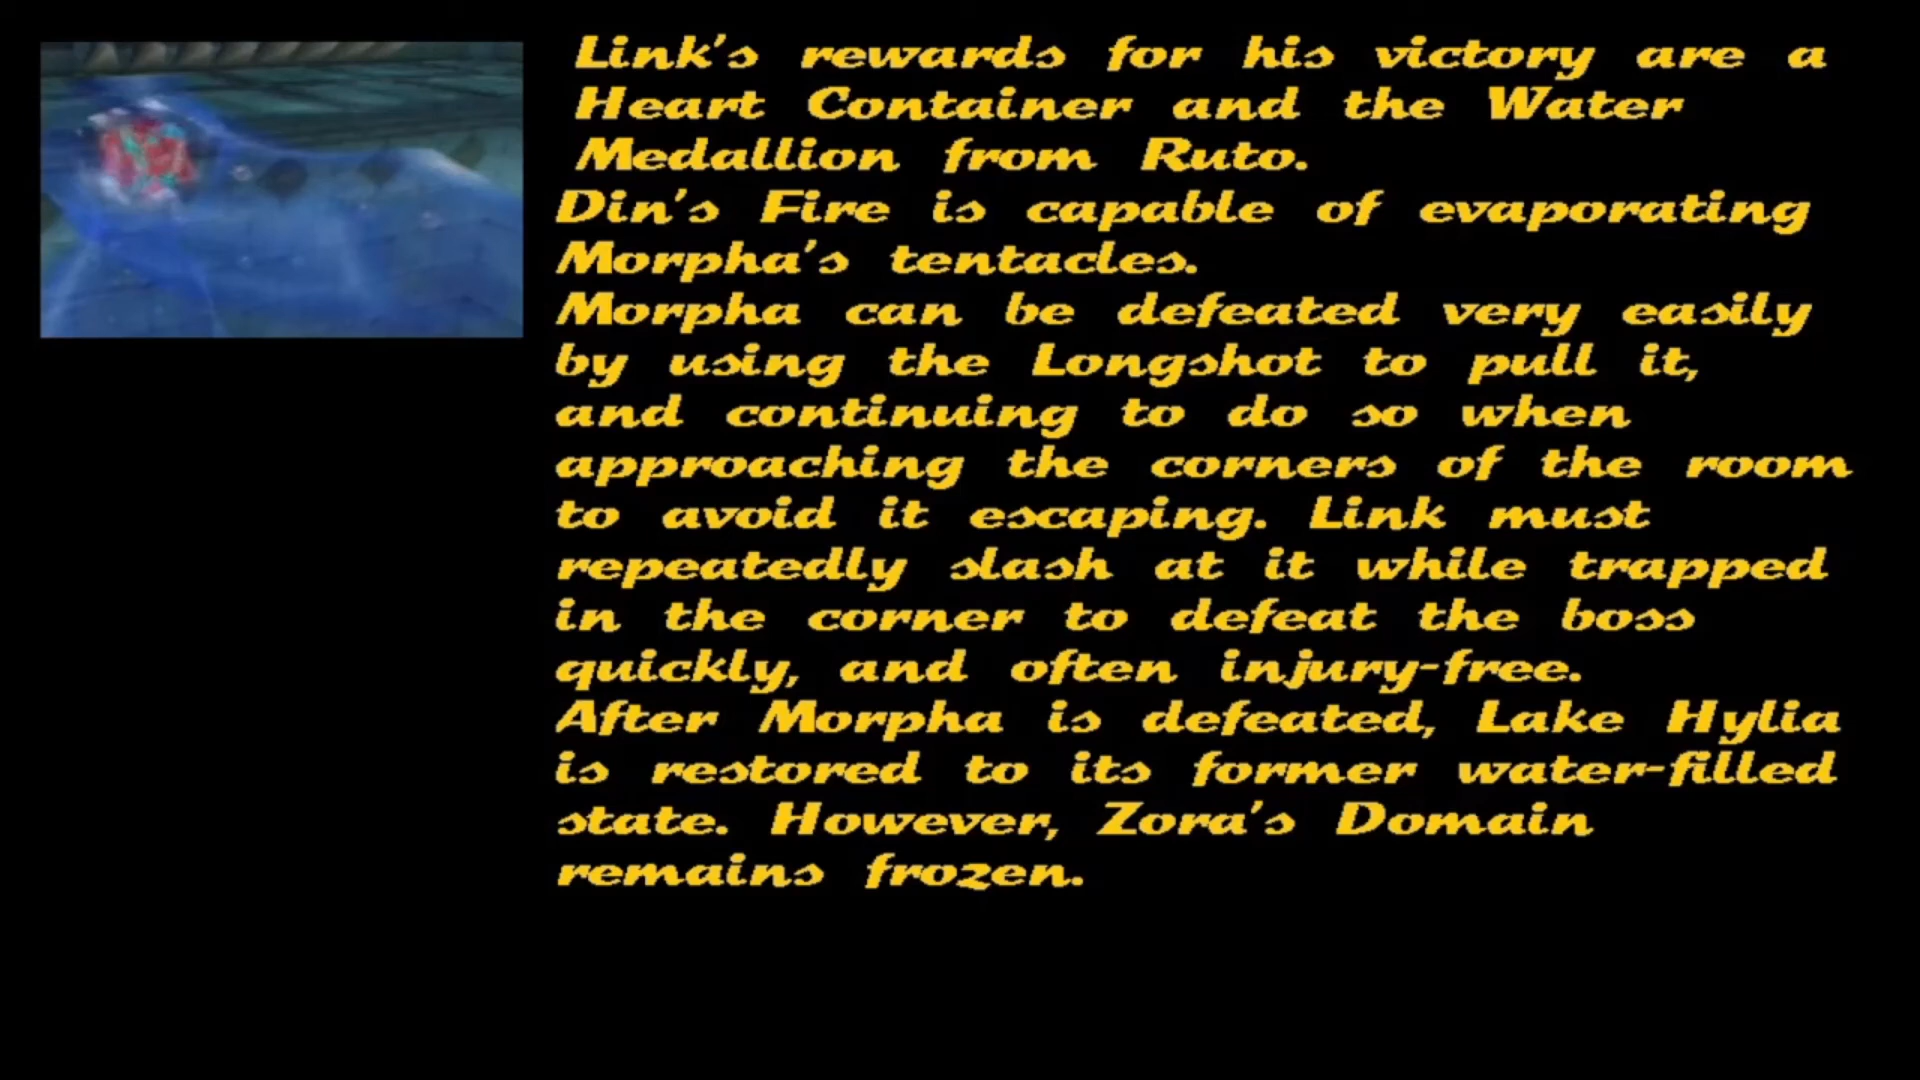 Link's rewards for his victory are a
Heart Container and the Water
Medallion from Ruto.
Din's Fire is capable of evaporating
Morpha's tentacles.
Morpha can be defeated very easily
by using the Longshot to pull it,
and continuing to do so when
approaching the corners of the room
to avoid it escaping. Link must
repeatedly slash at it while trapped
in the corner to defeat the boss
quickly, and often injury-free.
After Morpha is defeated, Lake Hylia
is restored to its former water-filled
state. However, Zora's Domain
remains frozen.